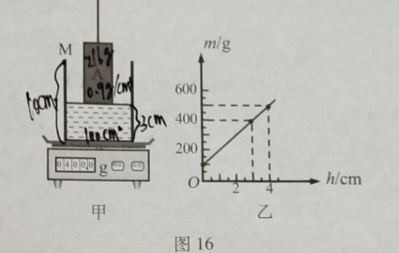 M
216g
A
0.9g/cm³
10cm
3cm
100cm²
0400.0 g
甲
m/g
600
400
200
O
2
4
h/cm
乙
图 16